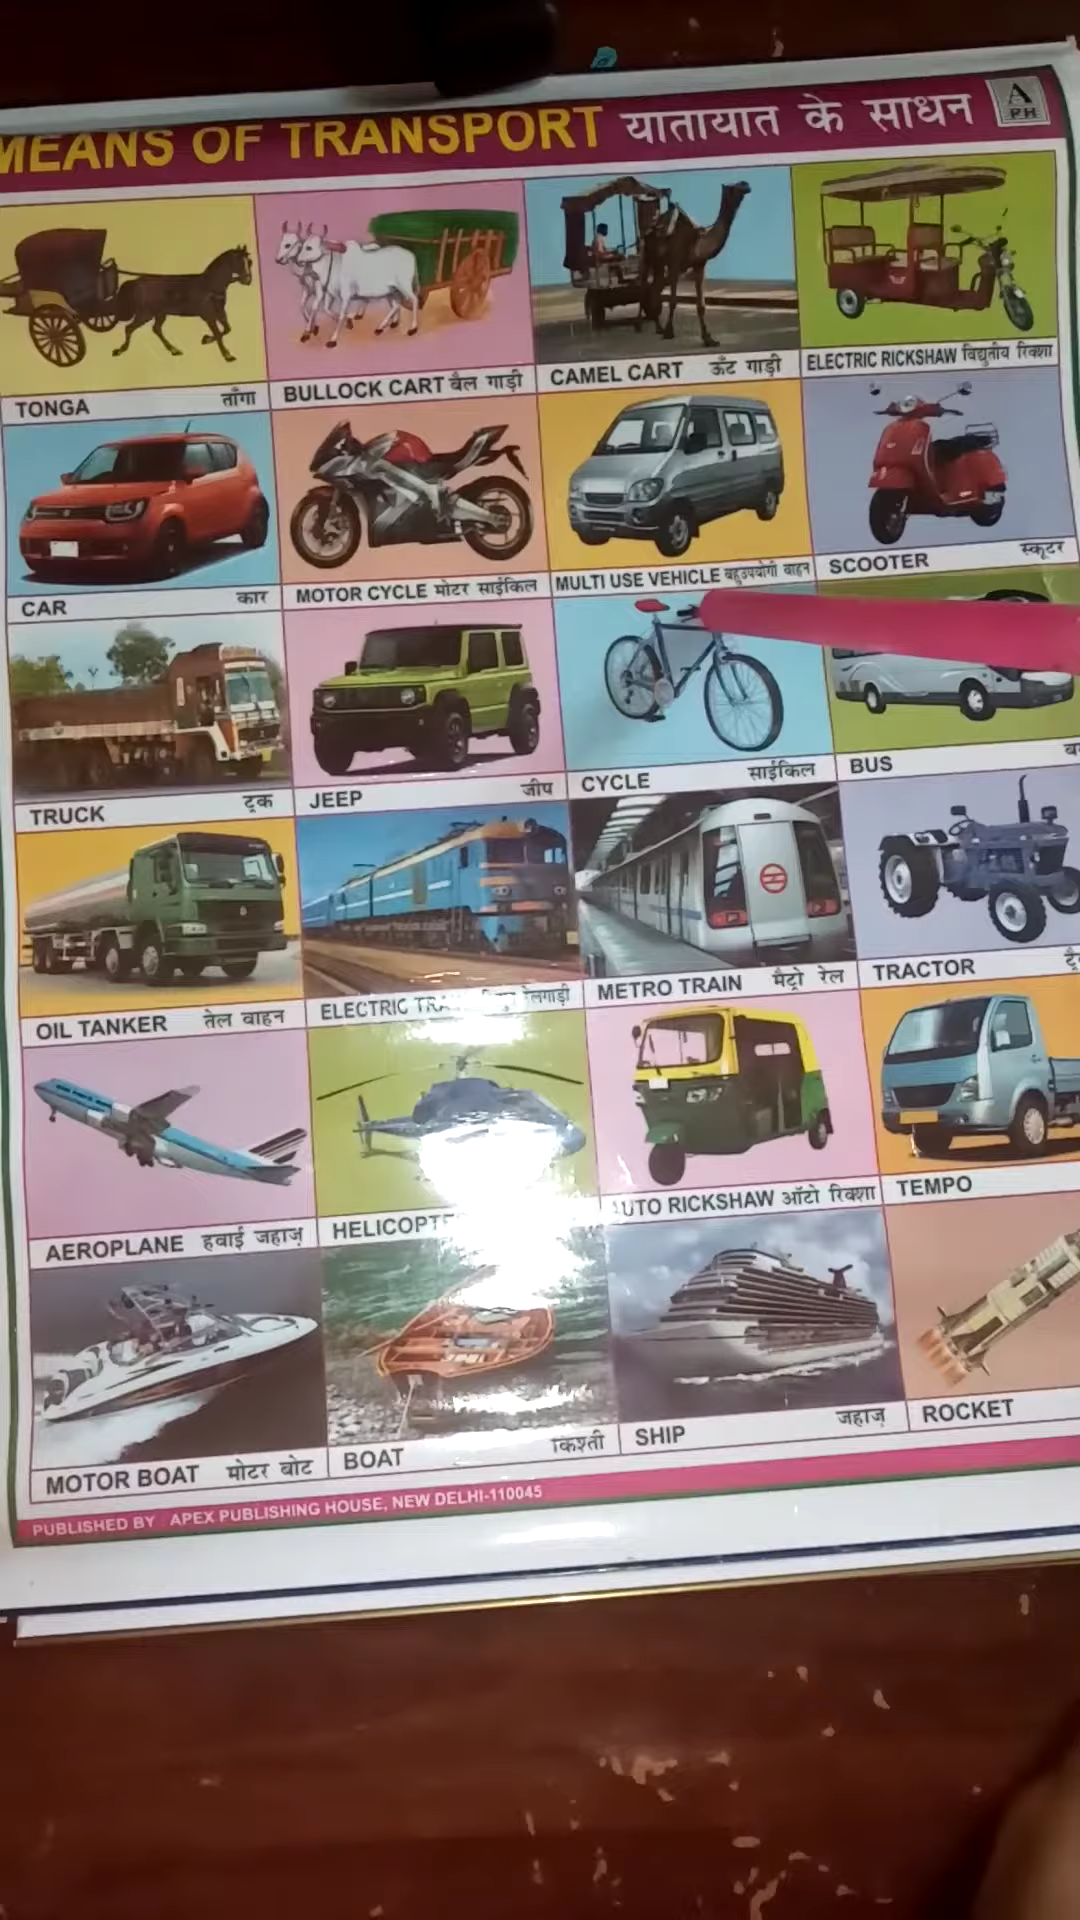 MEANS OF TRANSPORT यातायात के साधन
A
PH
TONGA ताँगा
BULLOCK CART बैल गाड़ी
CAMEL CART ऊँट गाड़ी
ELECTRIC RICKSHAW विद्युतीय रिक्शा
CAR कार
MOTOR CYCLE मोटर साईकिल
MULTI USE VEHICLE बहुउपयोगी वाहन
SCOOTER स्कूटर
TRUCK ट्रक
JEEP जीप
CYCLE साईकिल
BUS
OIL TANKER तेल वाहन
ELECTRIC
METRO TRAIN मैट्रो रेल
TRACTOR
AEROPLANE हवाई जहाज़
HELICOPT
AUTO RICKSHAW ऑटो रिक्शा
TEMPO
MOTOR BOAT मोटर बोट
BOAT किश्ती
SHIP जहाज़
ROCKET
PUBLISHED BY APEX PUBLISHING HOUSE, NEW DELHI-110045